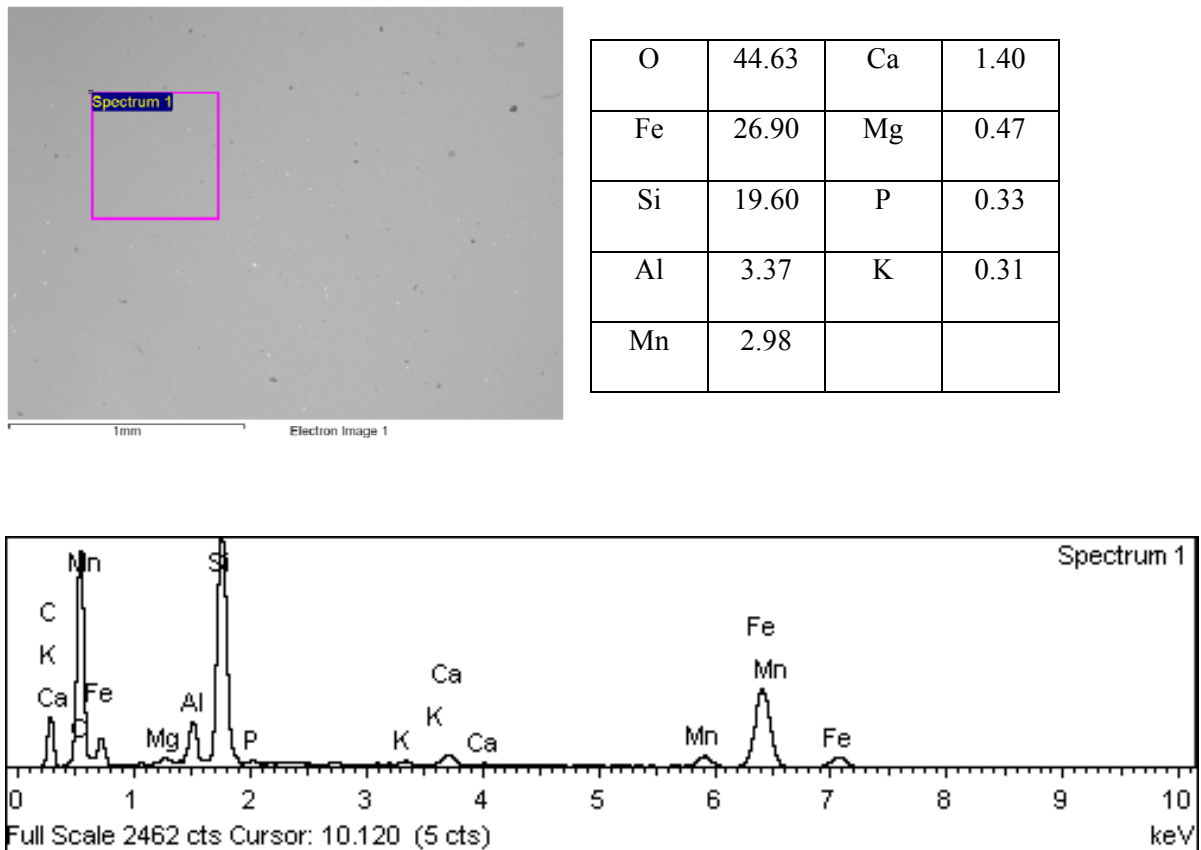 Spectrum 1
1mm
Electron Image 1
O 44.63 Ca 1.40
Fe 26.90 Mg 0.47
Si 19.60 P 0.33
Al 3.37 K 0.31
Mn 2.98
Spectrum 1
Mn Si
C
Fe
K
Mn
Ca
Ca Fe
Al
K
O
Mg P K Ca Mn Fe
0 1 2 3 4 5 6 7 8 9 10
Full Scale 2462 cts Cursor: 10.120 (5 cts) keV